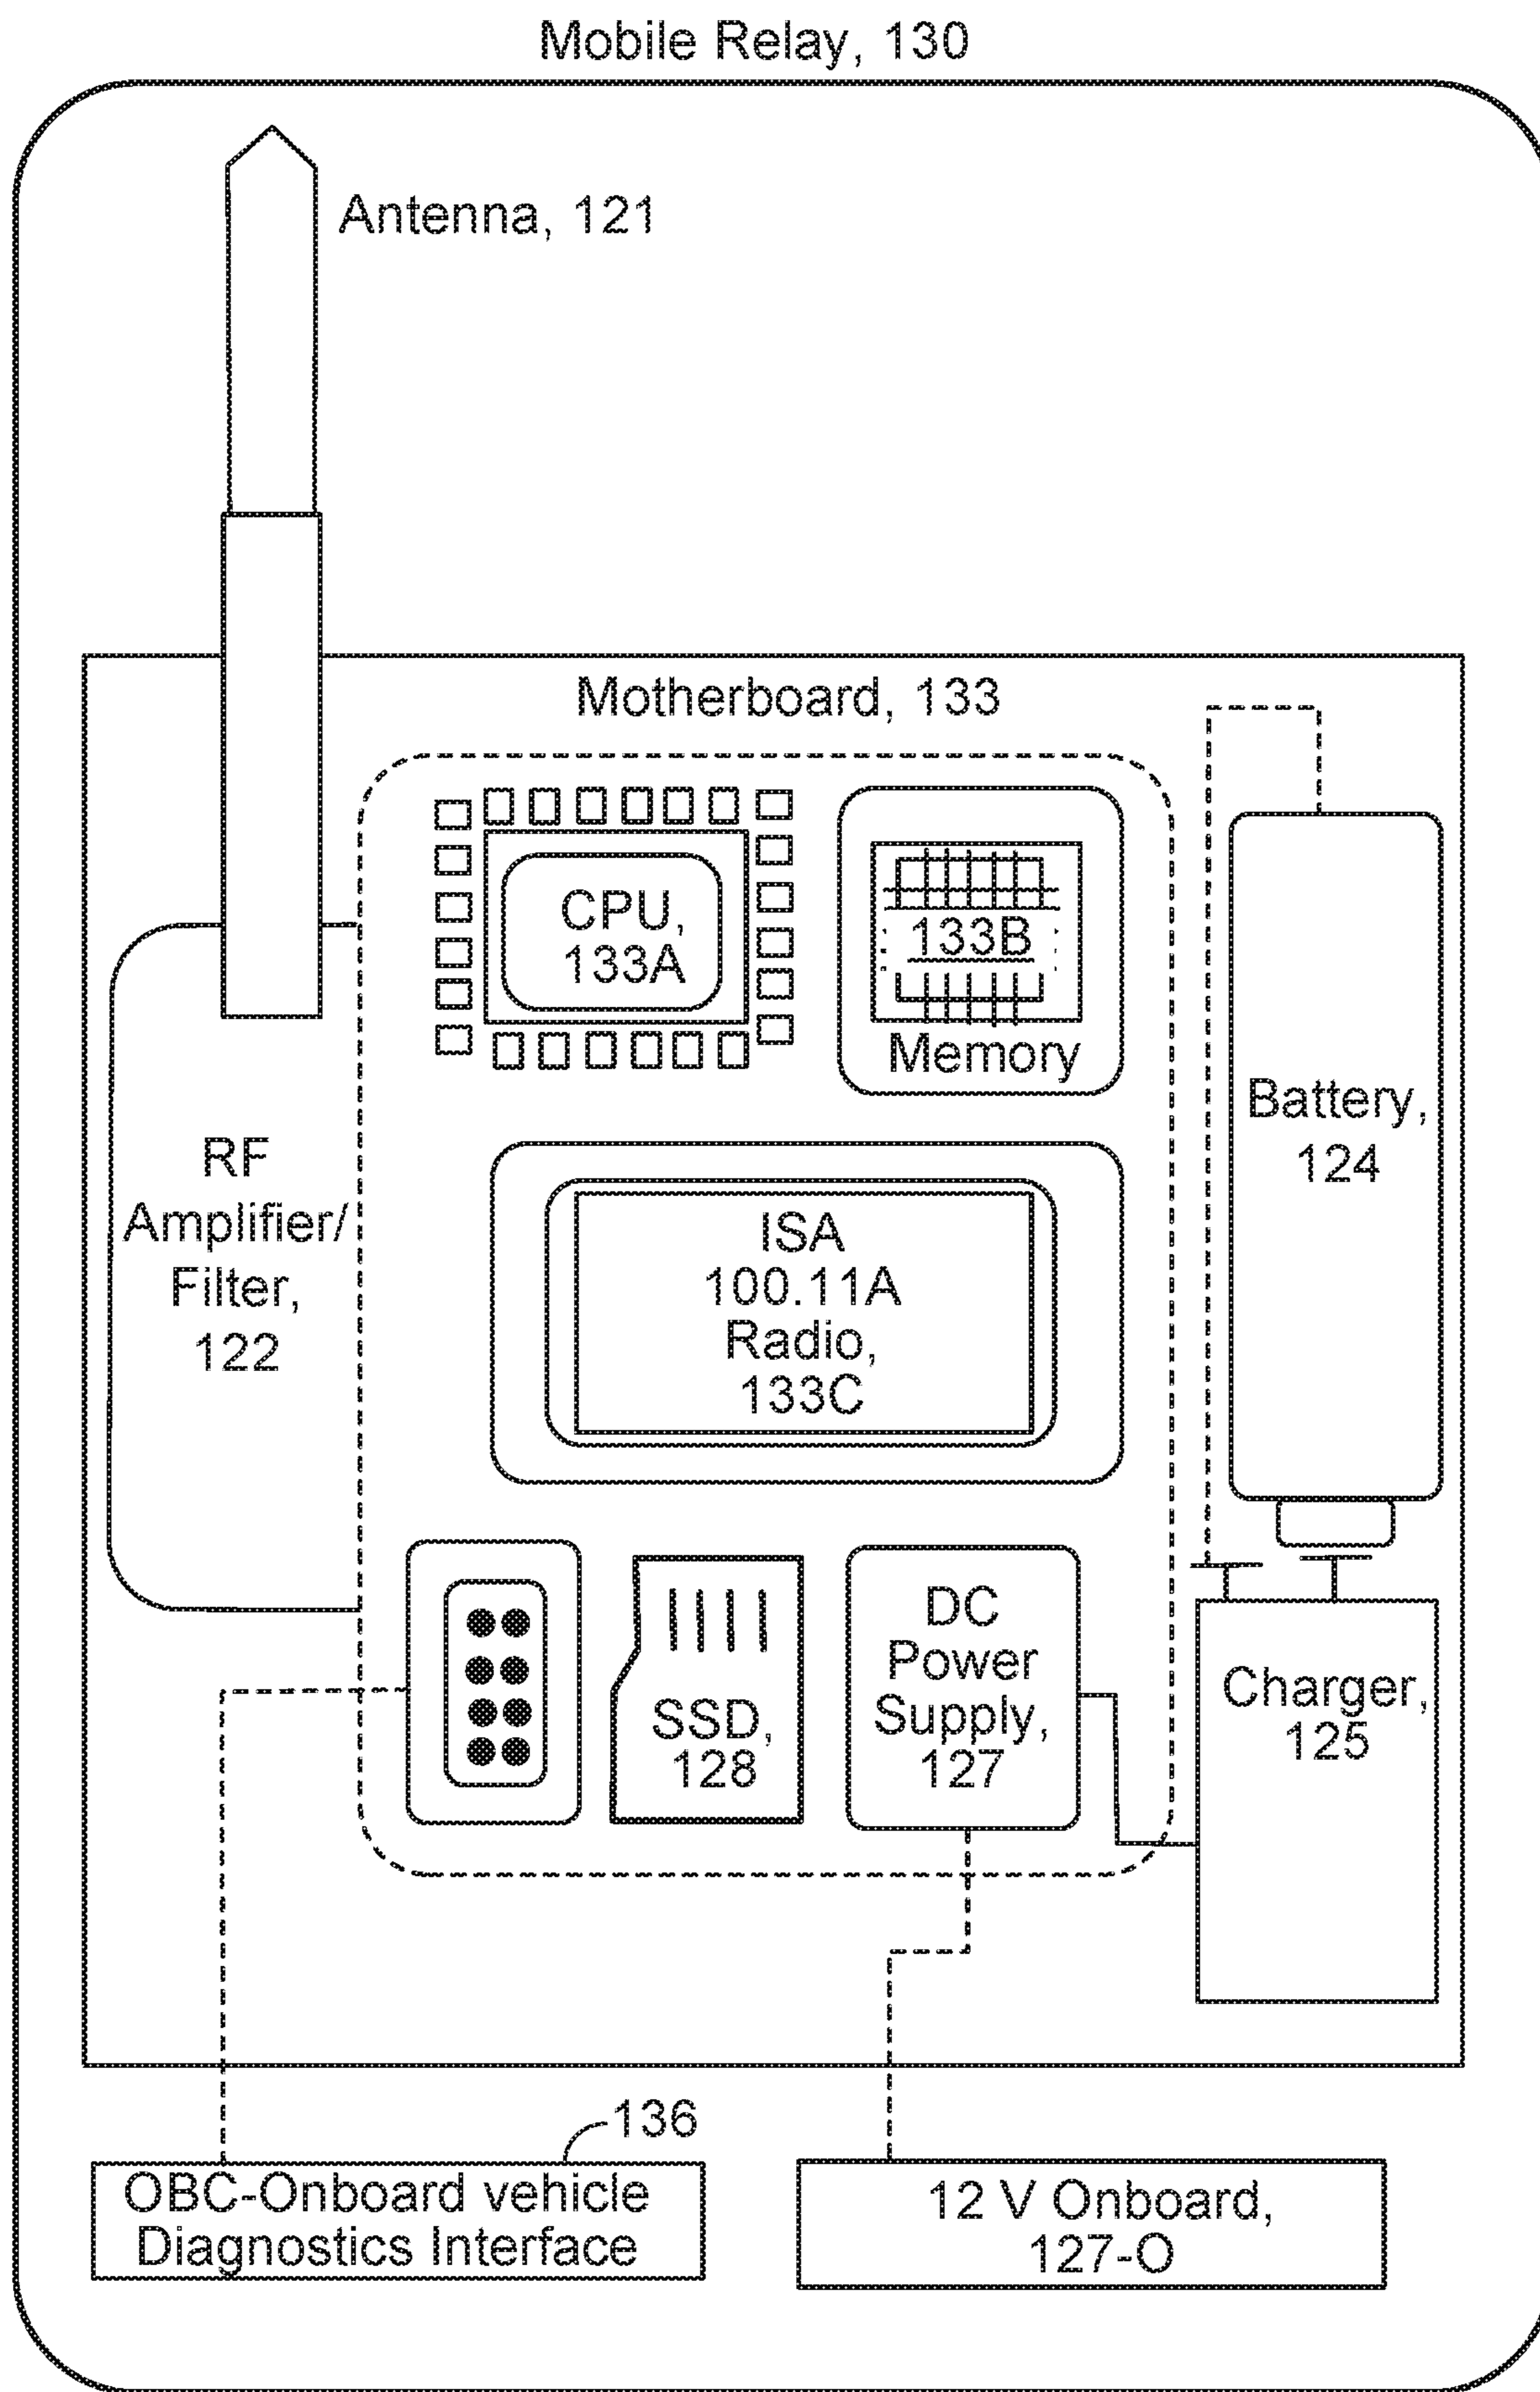 Mobile Relay, 130
Antenna, 121
Motherboard, 133
CPU,
133A
133B
Memory
Battery,
124
RF
Amplifier/
Filter,
122
ISA
100.11A
Radio,
133C
SSD,
128
DC
Power
Supply,
127
Charger,
125
136
OBC-Onboard vehicle
Diagnostics Interface
12 V Onboard,
127-O